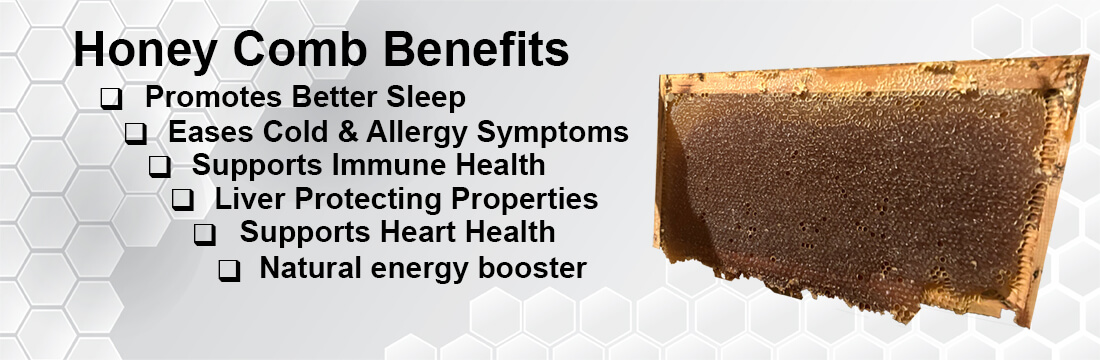 Honey Comb Benefits
❑ Promotes Better Sleep
❑ Eases Cold & Allergy Symptoms
❑ Supports Immune Health
❑ Liver Protecting Properties
❑ Supports Heart Health
❑ Natural energy booster